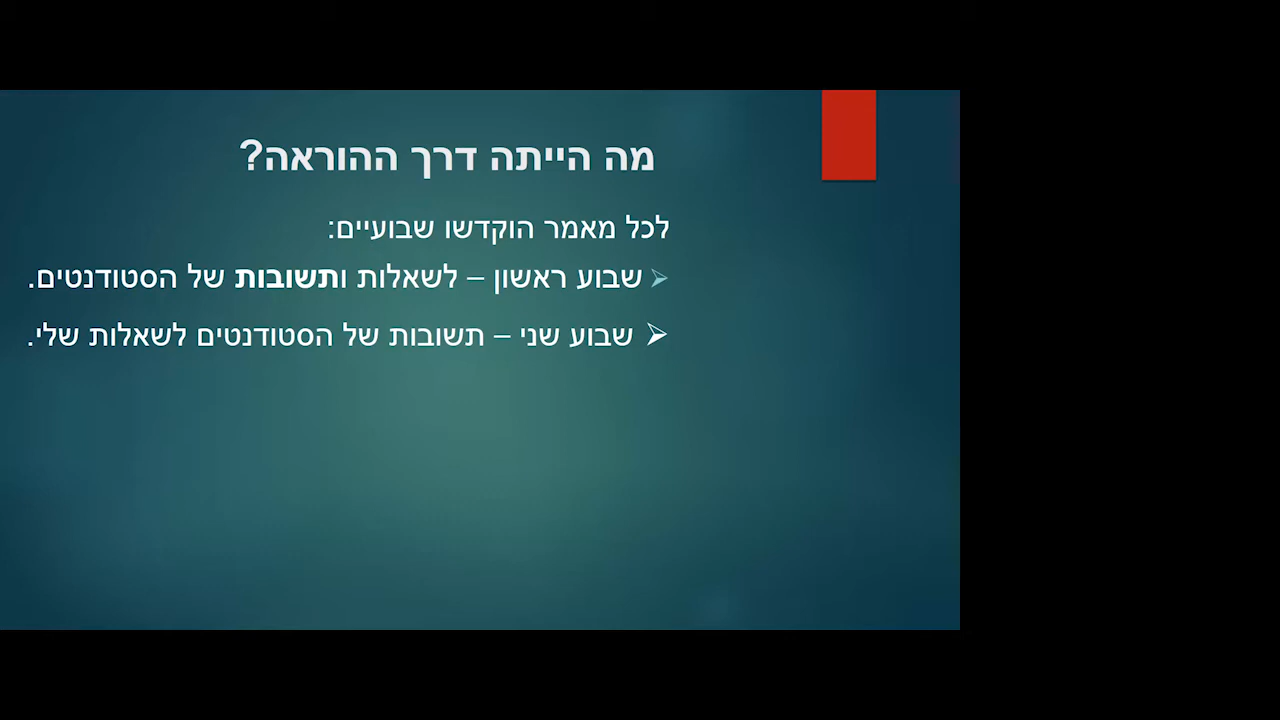 מה הייתה דרך ההוראה?
לכל מאמר הוקדשו שבועיים:
שבוע ראשון – לשאלות ותשובות של הסטודנטים.
שבוע שני – תשובות של הסטודנטים לשאלות שלי.